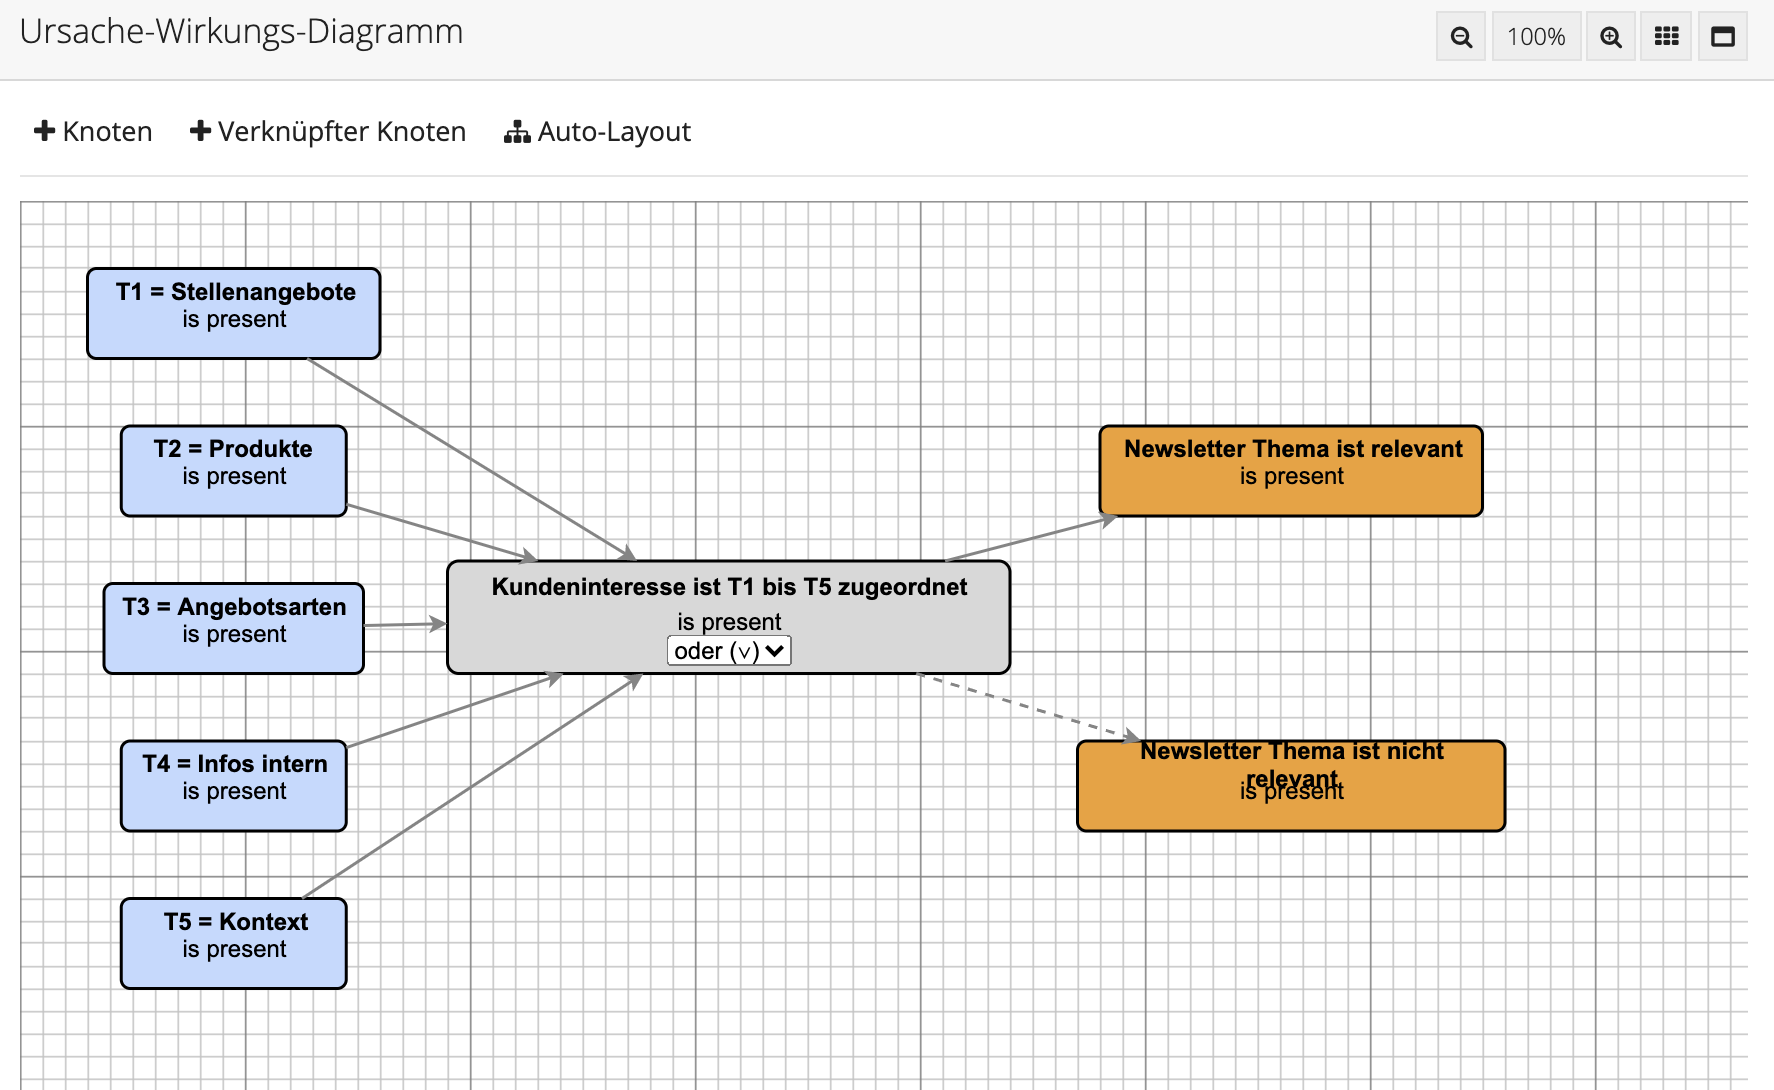 Ursache-Wirkungs-Diagramm
100%
Knoten
Verknüpfter Knoten
Auto-Layout
T1 = Stellenangebote
is present
T2 = Produkte
is present
T3 = Angebotsarten
is present
T4 = Infos intern
is present
T5 = Kontext
is present
Kundeninteresse ist T1 bis T5 zugeordnet
is present
oder (∨)
Newsletter Thema ist relevant
is present
Newsletter Thema ist nicht
relevant
is present